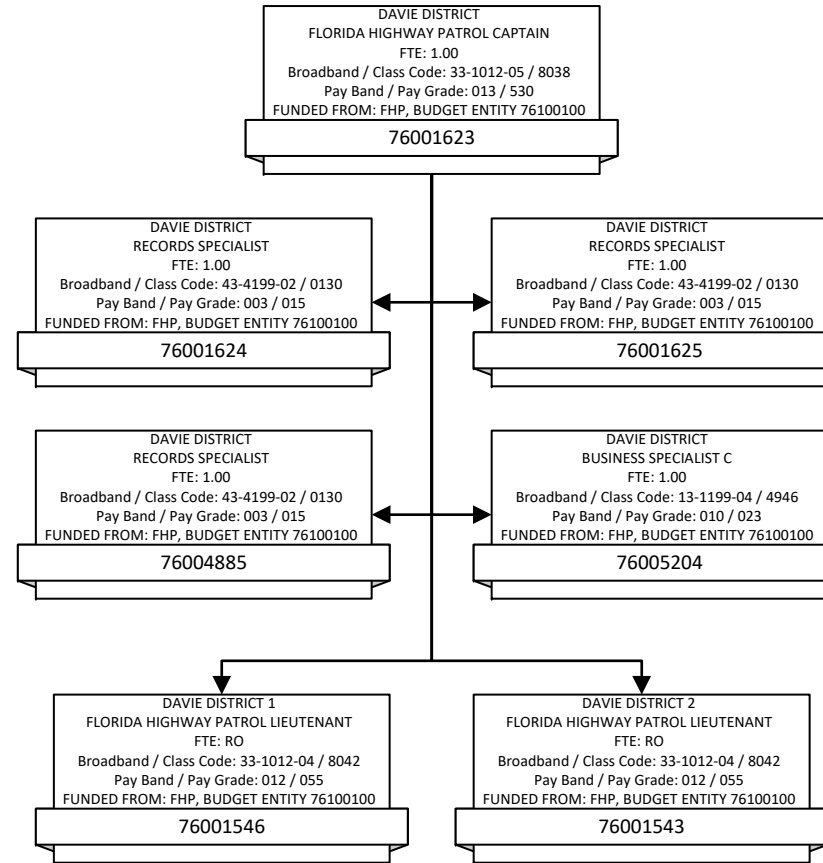 DAVIE DISTRICT
FLORIDA HIGHWAY PATROL CAPTAIN
FTE: 1.00
Broadband / Class Code: 33-1012-05 / 8038
Pay Band / Pay Grade: 013 / 530
FUNDED FROM: FHP, BUDGET ENTITY 76100100
76001623
DAVIE DISTRICT
RECORDS SPECIALIST
FTE: 1.00
Broadband / Class Code: 43-4199-02 / 0130
Pay Band / Pay Grade: 003 / 015
FUNDED FROM: FHP, BUDGET ENTITY 76100100
76001624
DAVIE DISTRICT
RECORDS SPECIALIST
FTE: 1.00
Broadband / Class Code: 43-4199-02 / 0130
Pay Band / Pay Grade: 003 / 015
FUNDED FROM: FHP, BUDGET ENTITY 76100100
76001625
DAVIE DISTRICT
RECORDS SPECIALIST
FTE: 1.00
Broadband / Class Code: 43-4199-02 / 0130
Pay Band / Pay Grade: 003 / 015
FUNDED FROM: FHP, BUDGET ENTITY 76100100
76004885
DAVIE DISTRICT
BUSINESS SPECIALIST C
FTE: 1.00
Broadband / Class Code: 13-1199-04 / 4946
Pay Band / Pay Grade: 010 / 023
FUNDED FROM: FHP, BUDGET ENTITY 76100100
76005204
DAVIE DISTRICT 1
FLORIDA HIGHWAY PATROL LIEUTENANT
FTE: RO
Broadband / Class Code: 33-1012-04 / 8042
Pay Band / Pay Grade: 012 / 055
FUNDED FROM: FHP, BUDGET ENTITY 76100100
76001546
DAVIE DISTRICT 2
FLORIDA HIGHWAY PATROL LIEUTENANT
FTE: RO
Broadband / Class Code: 33-1012-04 / 8042
Pay Band / Pay Grade: 012 / 055
FUNDED FROM: FHP, BUDGET ENTITY 76100100
76001543